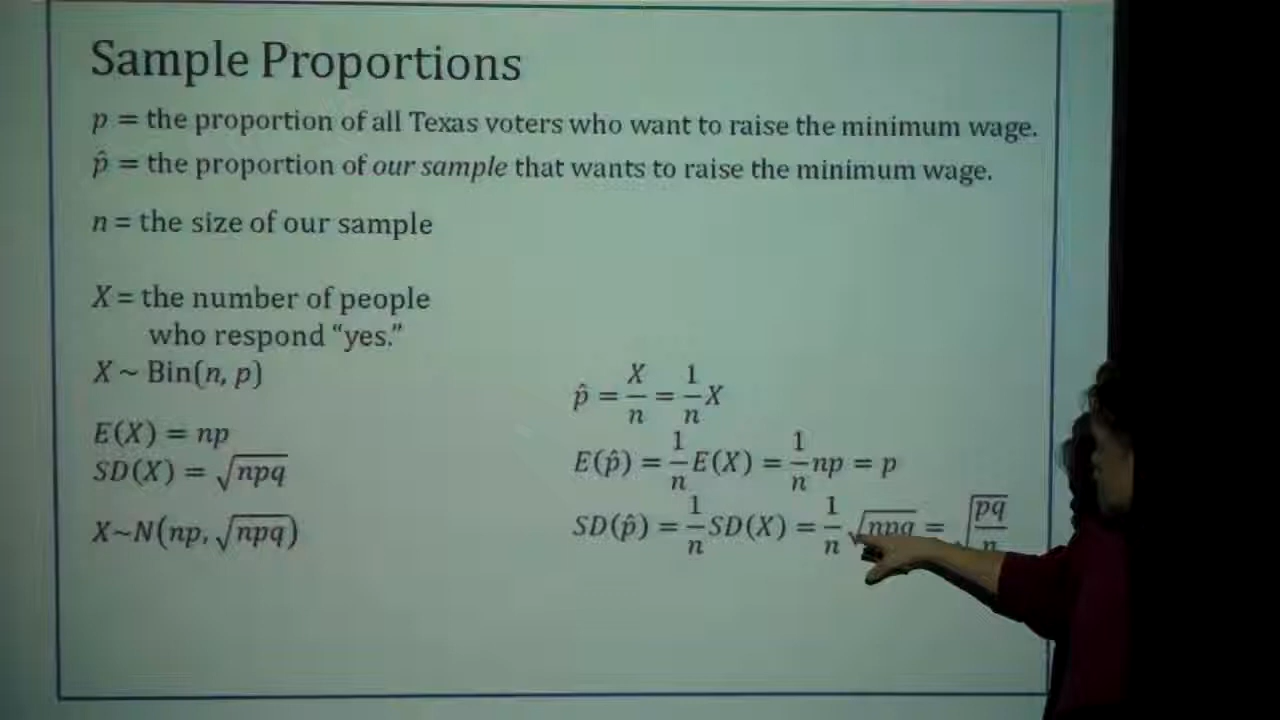 Sample Proportions
p = the proportion of all Texas voters who want to raise the minimum wage.
p̂ = the proportion of our sample that wants to raise the minimum wage.
n = the size of our sample
X = the number of people
who respond “yes.”
X ~ Bin(n, p)
E(X) = np
SD(X) = √npq
X~N(np, √npq)
p̂ = X/n = 1/n X
E(p̂) = 1/n E(X) = 1/n np = p
SD(p̂) = 1/n SD(X) = 1/n √npq = √pq/n